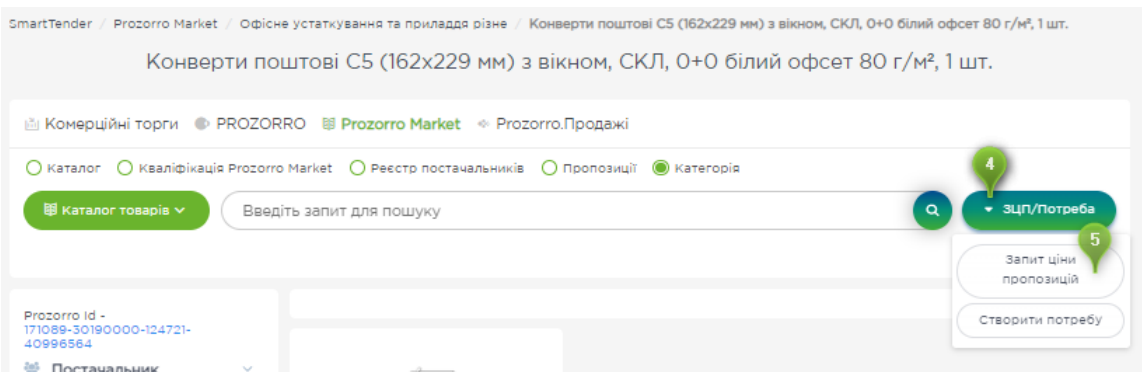 SmartTender / Prozorro Market / Офісне устаткування та приладдя різне / Конверти поштові С5 (162х229 мм) з вікном, СКЛ, 0+0 білий офсет 80 г/м², 1 шт.
Конверти поштові С5 (162х229 мм) з вікном, СКЛ, 0+0 білий офсет 80 г/м², 1 шт.
Комерційні торги PROZORRO Prozorro Market Prozorro.Продажі
Каталог Кваліфікація Prozorro Market Реєстр постачальників Пропозиції Категорія
4
Каталог товарів Введіть запит для пошуку ЗЦП/Потреба
5
Запит ціни
пропозицій
Створити потребу
Prozorro Id -
171089-30190000-124721-
40996564
Постачальник